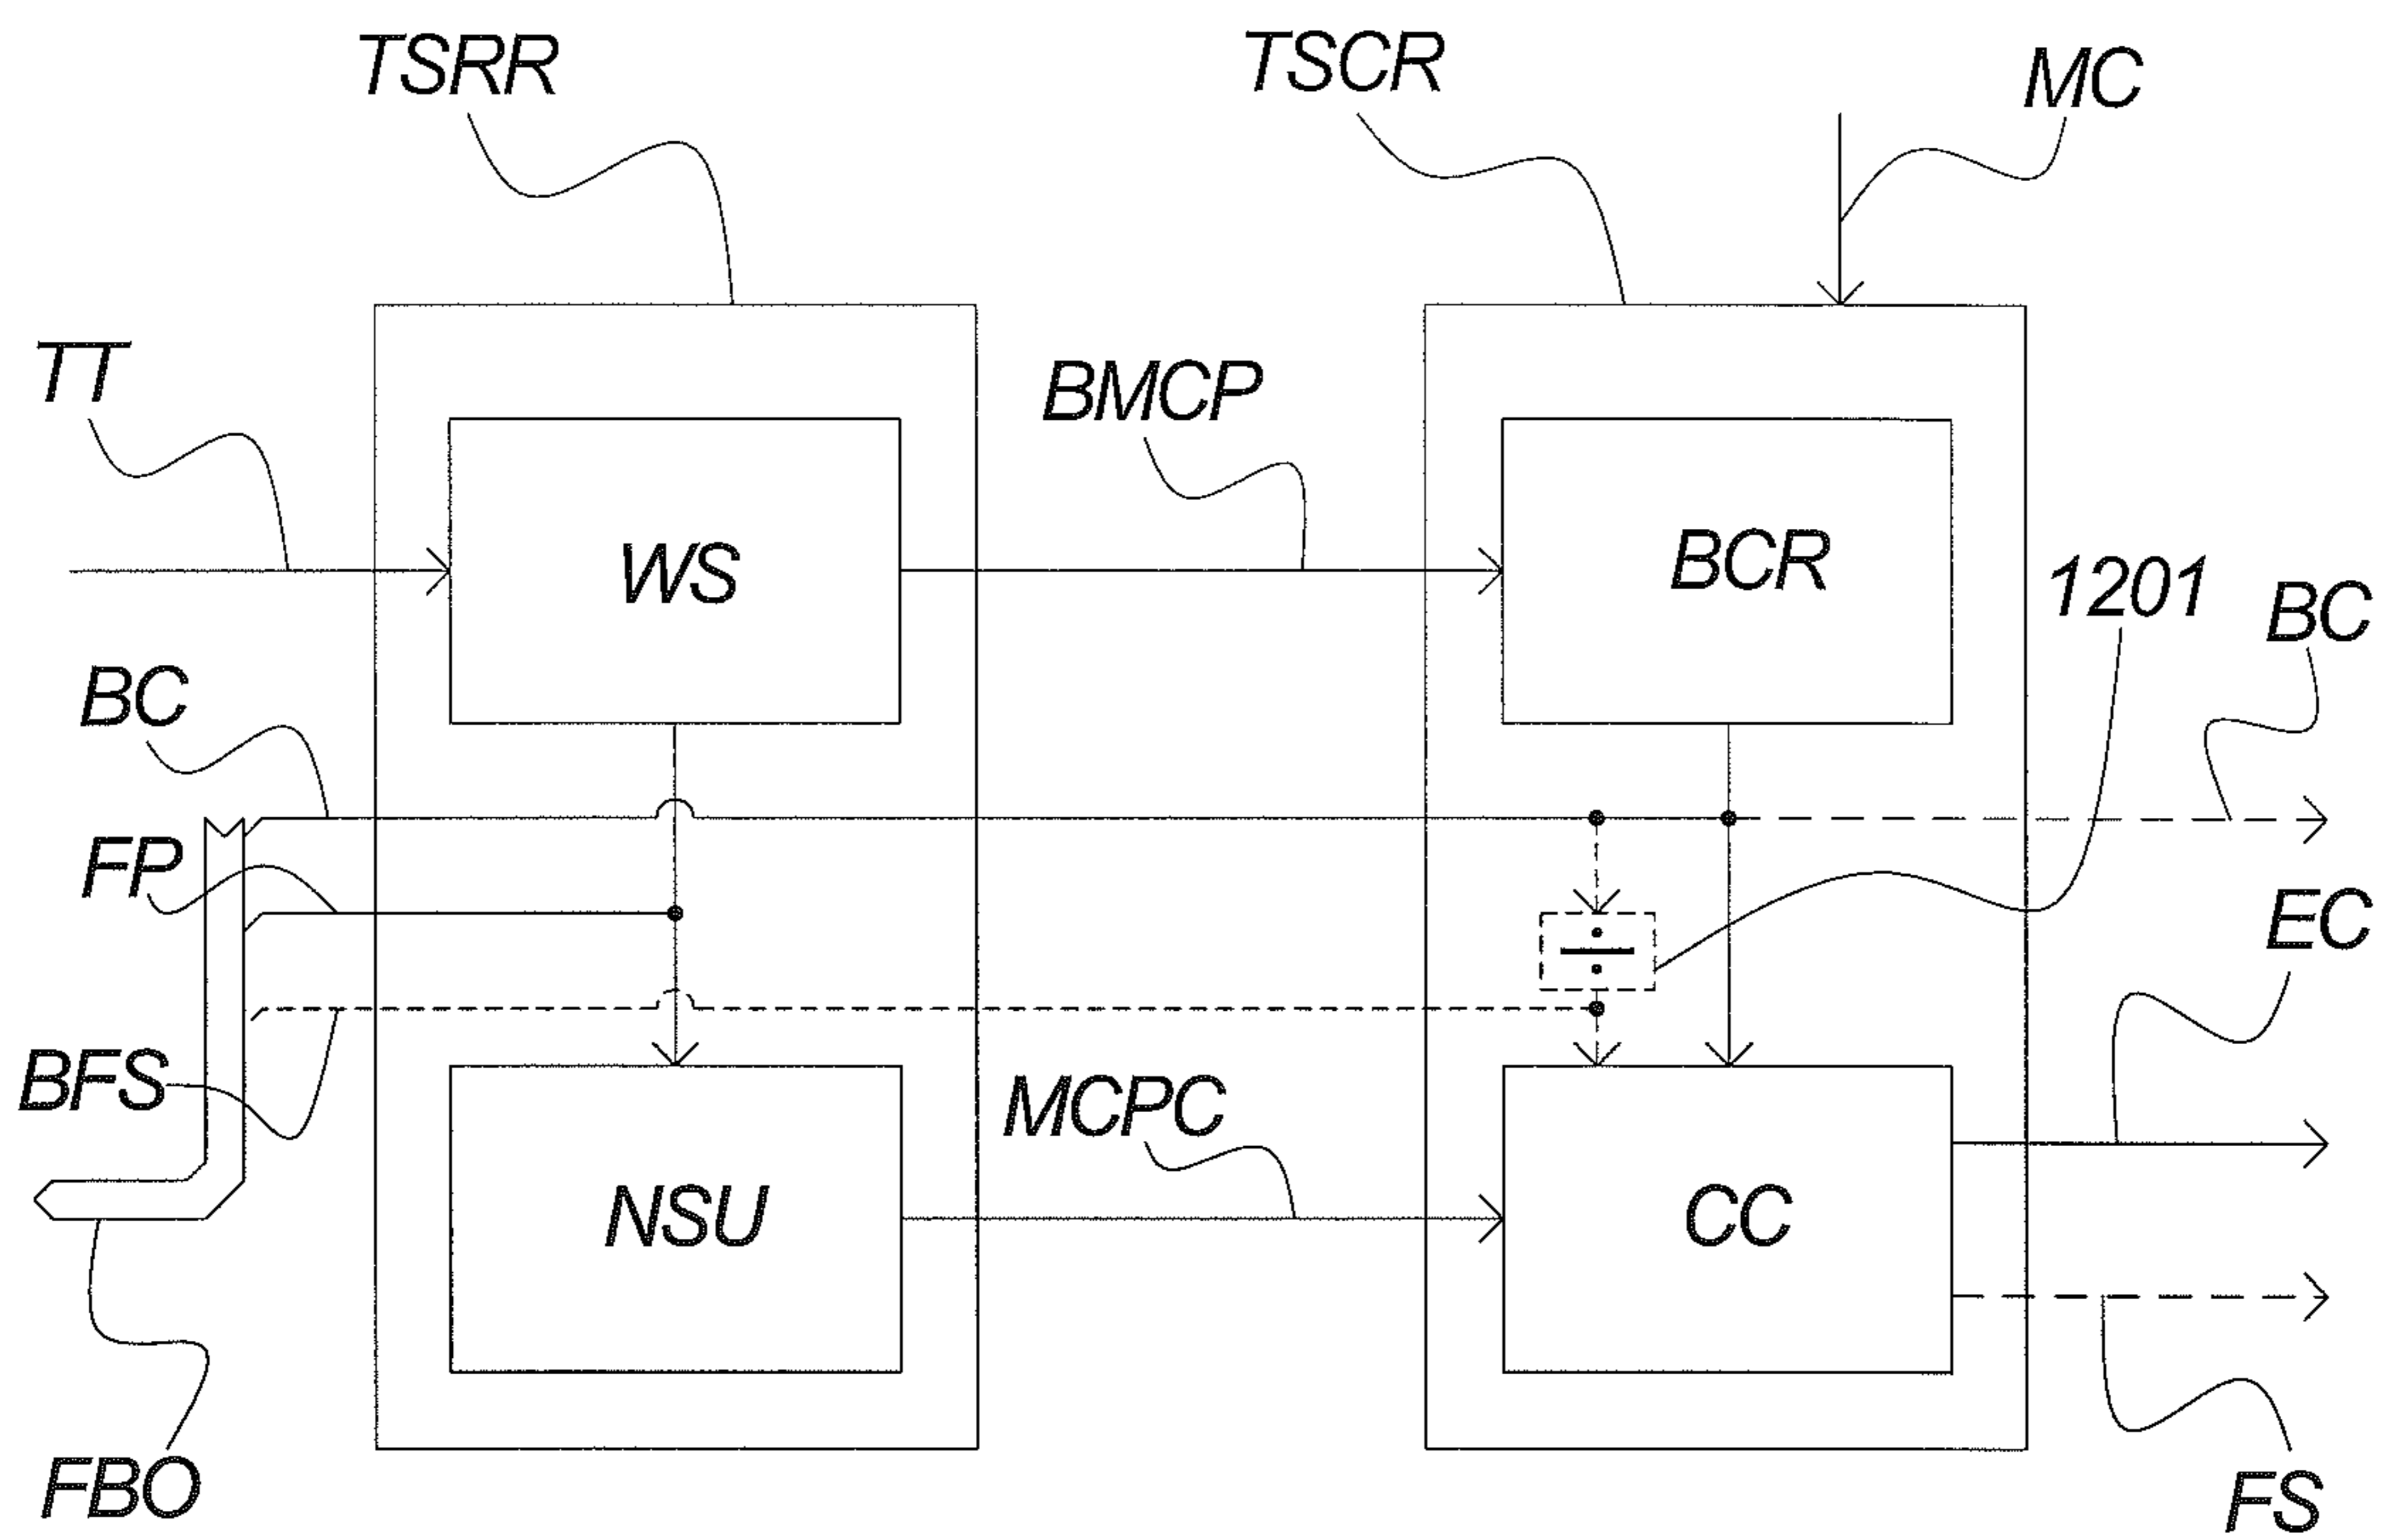 TSRR
TSCR
MC
TT
BMCP
WS
BCR
1201
BC
BC
FP
EC
BFS
MCPC
NSU
CC
FBO
FS